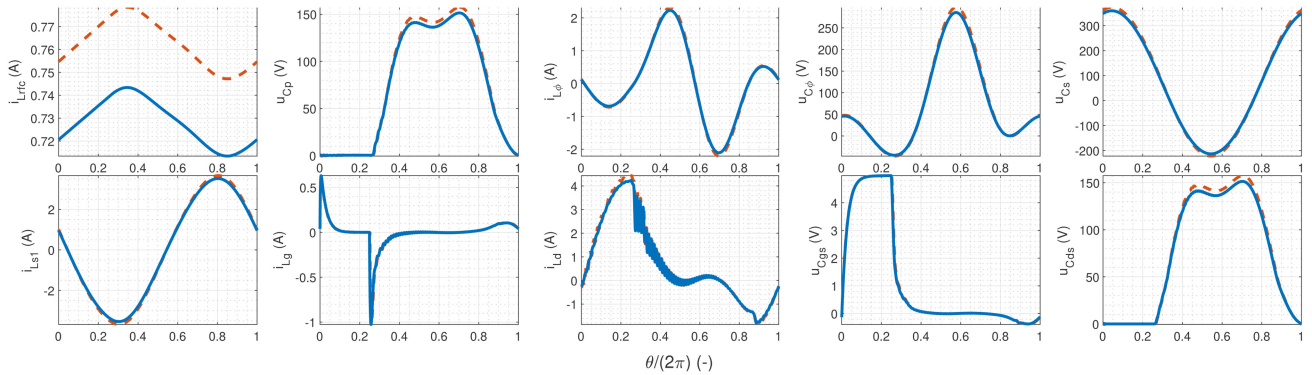 0.77
0.76
0.75
0.74
0.73
0.72
i_Lrfc (A)
0 0.2 0.4 0.6 0.8 1
150
100
50
0
u_Cp (V)
0 0.2 0.4 0.6 0.8 1
2
1
0
-1
-2
i_Lϕ (A)
0 0.2 0.4 0.6 0.8 1
250
200
150
100
50
0
u_Cϕ (V)
0 0.2 0.4 0.6 0.8 1
300
200
100
0
-100
-200
u_Cs (V)
0 0.2 0.4 0.6 0.8 1
2
0
-2
i_Ls1 (A)
0 0.2 0.4 0.6 0.8 1
0.5
0
-0.5
-1
i_Lg (A)
0 0.2 0.4 0.6 0.8 1
4
3
2
1
0
-1
i_Ld (A)
0 0.2 0.4 0.6 0.8 1
4
3
2
1
0
u_Cgs (V)
0 0.2 0.4 0.6 0.8 1
150
100
50
0
u_Cds (V)
0 0.2 0.4 0.6 0.8 1
θ/(2π) (-)